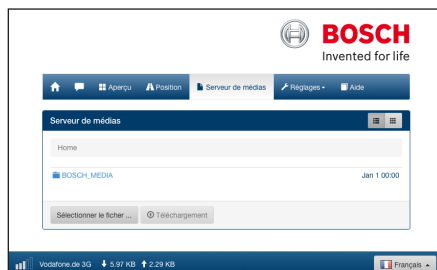 BOSCH
Invented for life
Aperçu Position Serveur de médias Réglages Aide
Serveur de médias
Home
BOSCH_MEDIA Jan 1 00:00
Sélectionner le ficher ... Téléchargement
Vodafone.de 3G 5.97 KB 2.29 KB Français